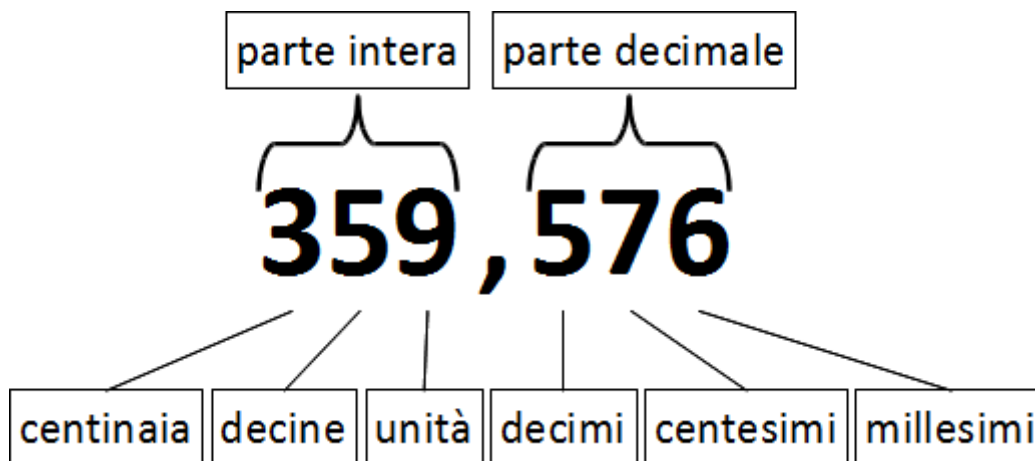 parte intera parte decimale
359,576
centinaia decine unità decimi centesimi millesimi